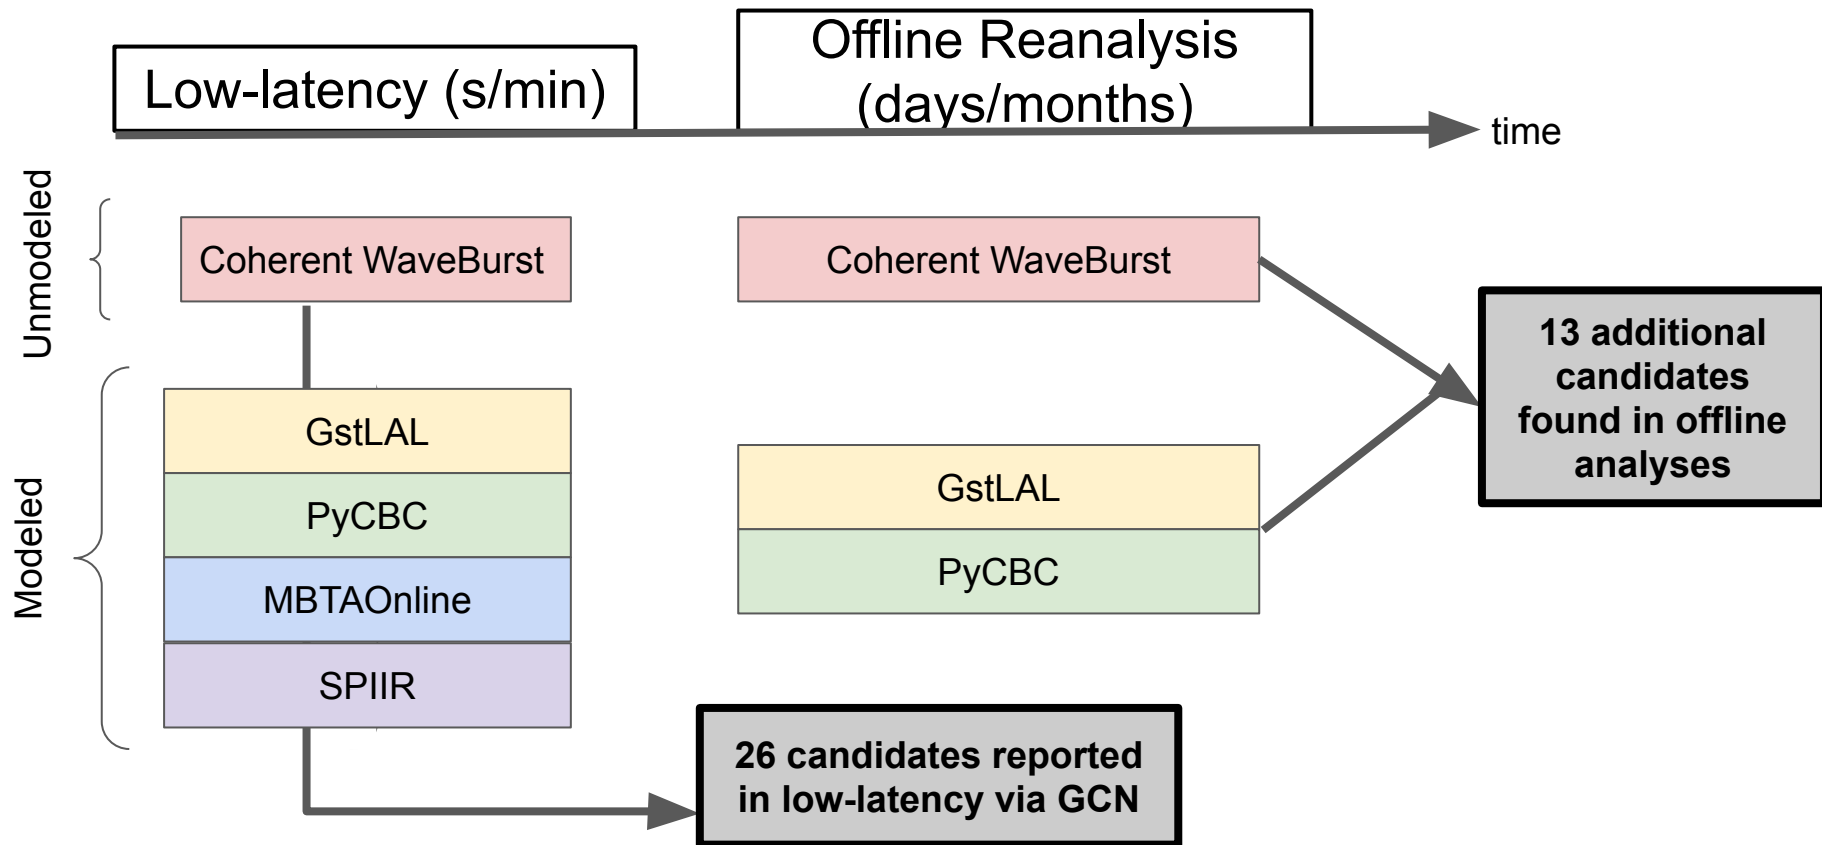 Low-latency (s/min)
Offline Reanalysis
(days/months)
time
Unmodeled
Coherent WaveBurst
Coherent WaveBurst
Modeled
GstLAL
PyCBC
MBTAOnline
SPIIR
GstLAL
PyCBC
13 additional
candidates
found in offline
analyses
26 candidates reported
in low-latency via GCN